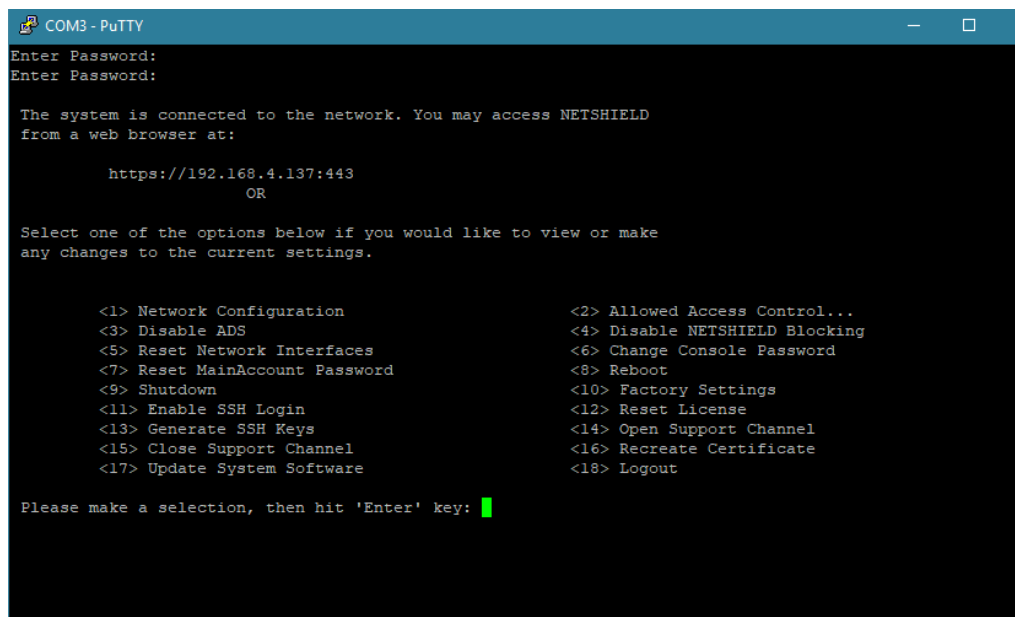 COM3 - PuTTY
Enter Password:
Enter Password:
The system is connected to the network. You may access NETSHIELD
from a web browser at:
https://192.168.4.137:443
OR
Select one of the options below if you would like to view or make
any changes to the current settings.
<1> Network Configuration <2> Allowed Access Control...
<3> Disable ADS <4> Disable NETSHIELD Blocking
<5> Reset Network Interfaces <6> Change Console Password
<7> Reset MainAccount Password <8> Reboot
<9> Shutdown <10> Factory Settings
<11> Enable SSH Login <12> Reset License
<13> Generate SSH Keys <14> Open Support Channel
<15> Close Support Channel <16> Recreate Certificate
<17> Update System Software <18> Logout
Please make a selection, then hit 'Enter' key: